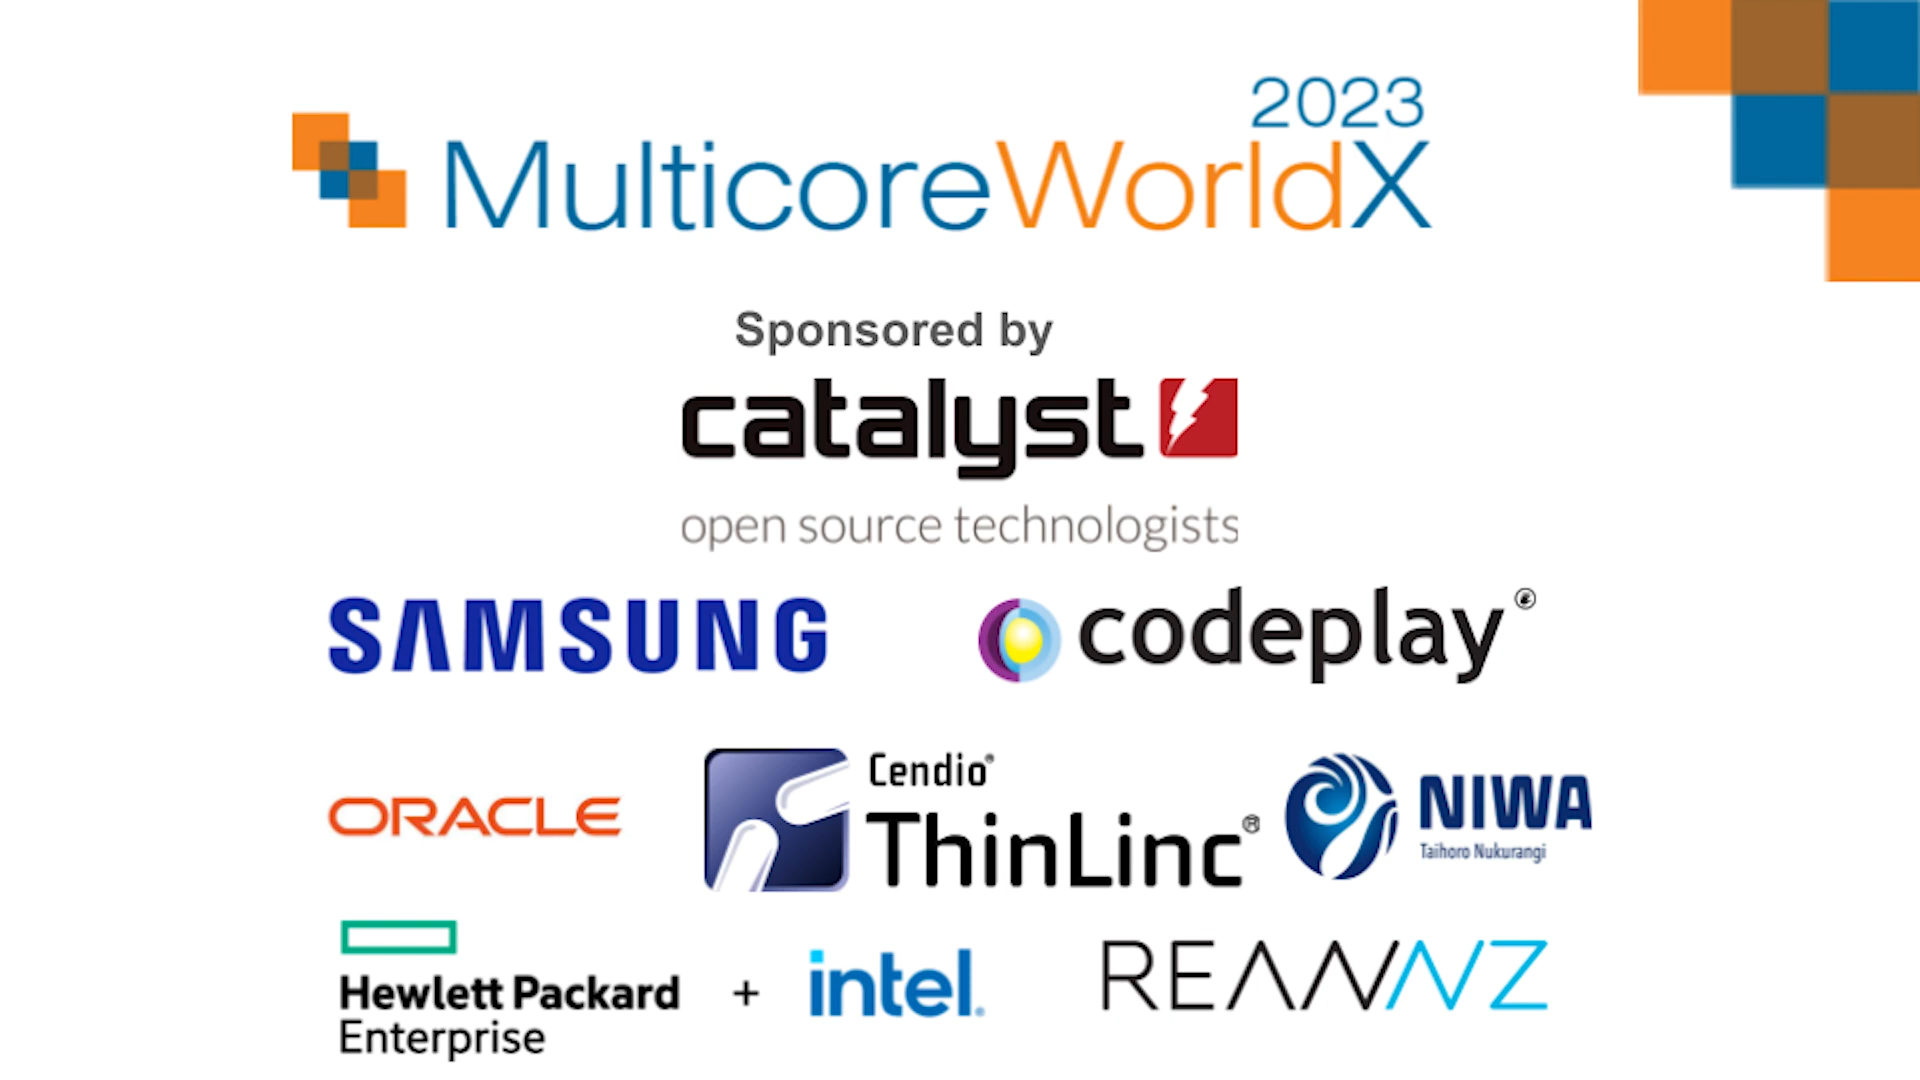 2023
MulticoreWorldX
Sponsored by
catalyst
open source technologists
SAMSUNG
codeplay®
ORACLE
Cendio®
ThinLinc®
NIWA
Taihoro Nukurangi
Hewlett Packard
Enterprise
+
intel.
REANNZ